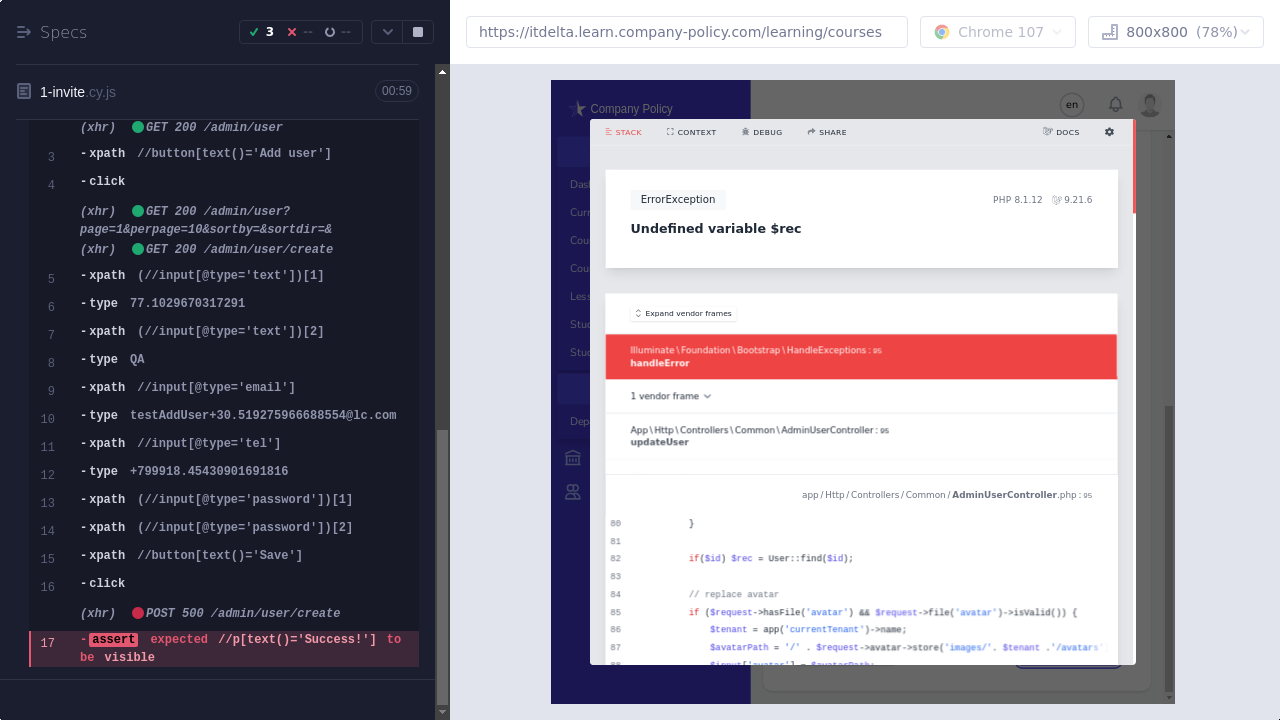 Specs
3 -- --
https://itdelta.learn.company-policy.com/learning/courses
Chrome 107
800x800 (78%)
1-invite.cy.js
00:59
(xhr) GET 200 /admin/user
3 -xpath //button[text()='Add user']
4 -click
(xhr) GET 200 /admin/user?
page=1&perpage=10&sortby=&sortdir=&
(xhr) GET 200 /admin/user/create
5 -xpath (//input[@type='text'])[1]
6 -type 77.1029670317291
7 -xpath (//input[@type='text'])[2]
8 -type QA
9 -xpath //input[@type='email']
10 -type testAddUser+30.519275966688554@lc.com
11 -xpath //input[@type='tel']
12 -type +799918.45430901691816
13 -xpath (//input[@type='password'])[1]
14 -xpath (//input[@type='password'])[2]
15 -xpath //button[text()='Save']
16 -click
(xhr) POST 500 /admin/user/create
17 -assert expected //p[text()='Success!'] to
be visible
Company Policy
en
STACK CONTEXT DEBUG SHARE DOCS
ErrorException
PHP 8.1.12 9.21.6
Undefined variable $rec
Expand vendor frames
Illuminate\Foundation\Bootstrap\HandleExceptions:95
handleError
1 vendor frame
App\Http\Controllers\Common\AdminUserController:95
updateUser
app/Http/Controllers/Common/AdminUserController.php:95
80 }
81
82 if($id) $rec = User::find($id);
83
84 // replace avatar
85 if ($request->hasFile('avatar') && $request->file('avatar')->isValid()) {
86 $tenant = app('currentTenant')->name;
87 $avatarPath = '/' . $request->avatar->store('images/'. $tenant .'/avatars'
88 $input['avatar'] = $avatarPath;